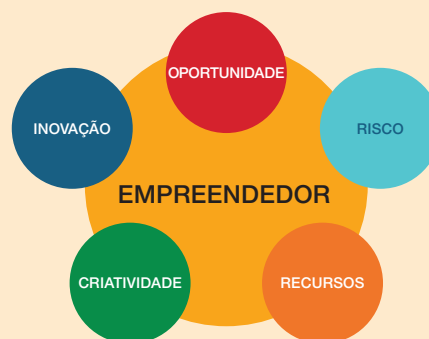 OPORTUNIDADE
INOVAÇÃO
RISCO
EMPREENDEDOR
CRIATIVIDADE
RECURSOS